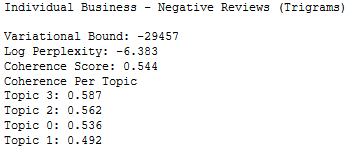 Individual Business - Negative Reviews (Trigrams)
Variational Bound: -29457
Log Perplexity: -6.383
Coherence Score: 0.544
Coherence Per Topic
Topic 3: 0.587
Topic 2: 0.562
Topic 0: 0.536
Topic 1: 0.492